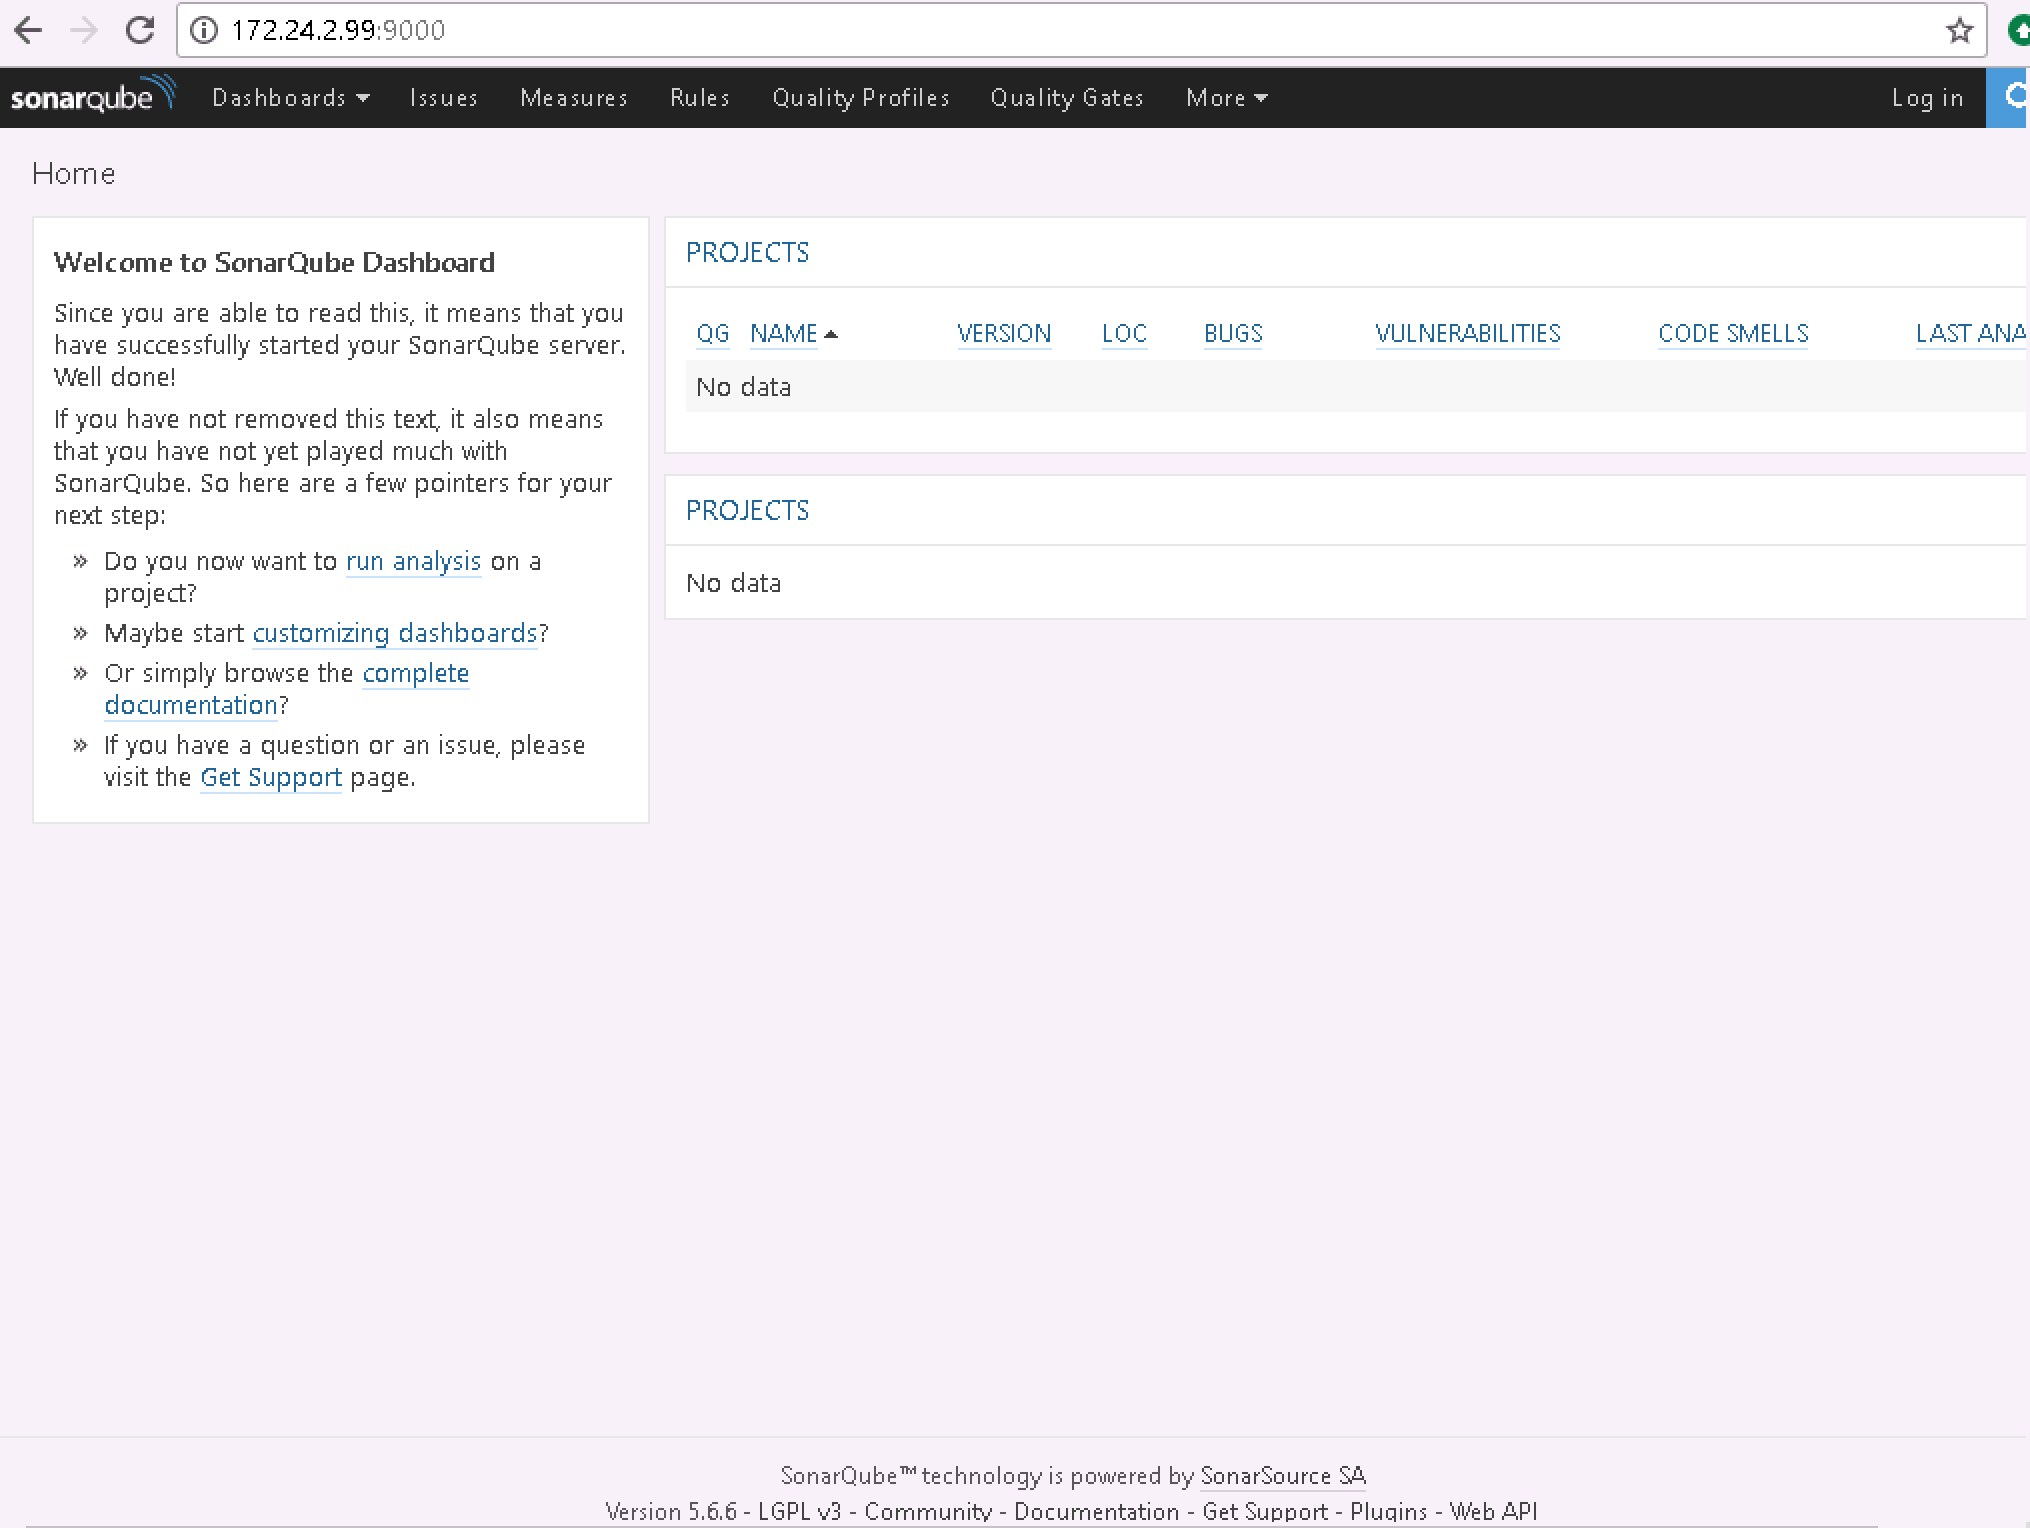 172.24.2.99:9000
sonarqube Dashboards Issues Measures Rules Quality Profiles Quality Gates More Log in
Home
Welcome to SonarQube Dashboard
Since you are able to read this, it means that you
have successfully started your SonarQube server.
Well done!
If you have not removed this text, it also means
that you have not yet played much with
SonarQube. So here are a few pointers for your
next step:
» Do you now want to run analysis on a
project?
» Maybe start customizing dashboards?
» Or simply browse the complete
documentation?
» If you have a question or an issue, please
visit the Get Support page.
PROJECTS
QG NAME VERSION LOC BUGS VULNERABILITIES CODE SMELLS LAST ANA
No data
PROJECTS
No data
SonarQube™ technology is powered by SonarSource SA
Version 5.6.6 - LGPL v3 - Community - Documentation - Get Support - Plugins - Web API